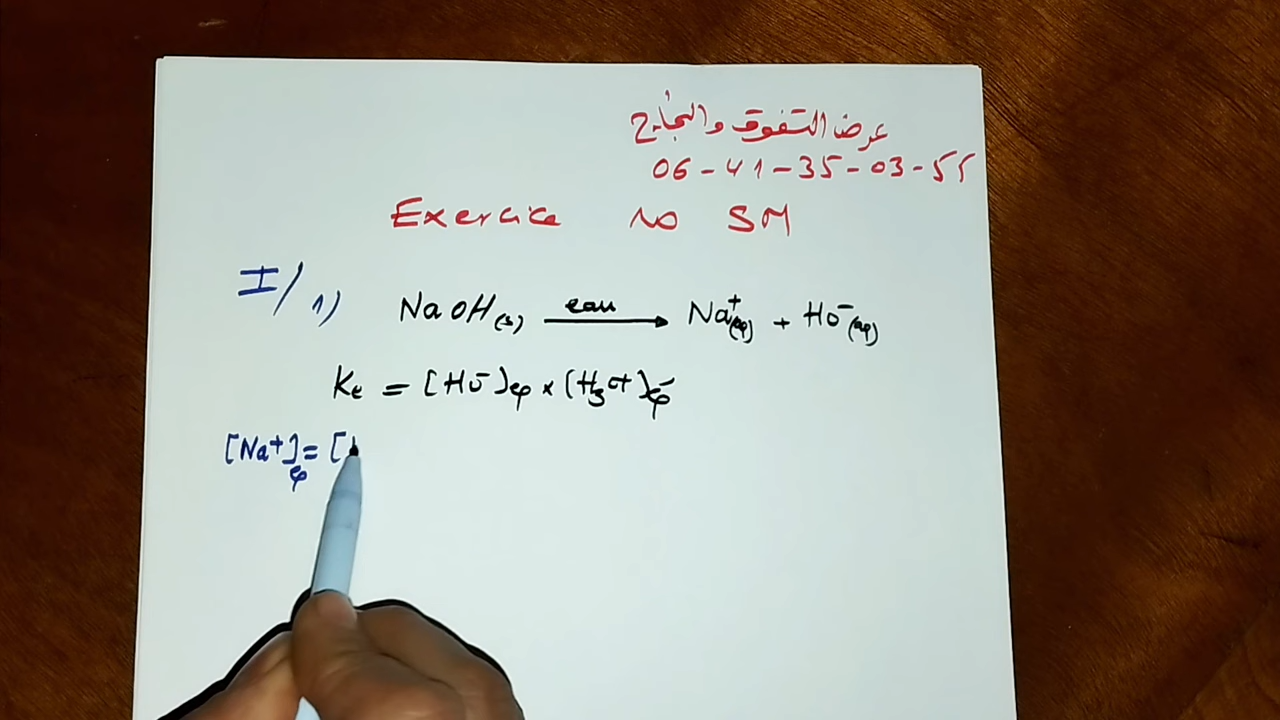 عرض التفوق والنجاح
06-41-35-03-55
Exercice no SM
I/ 1) NaOH(s) eau → Na+(aq) + HO-(aq)
Ke = [HO-]éq × [H3O+]éq
[Na+]éq = [